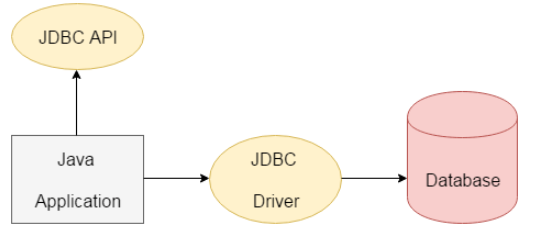 JDBC API
Java
Application
JDBC
Driver
Database